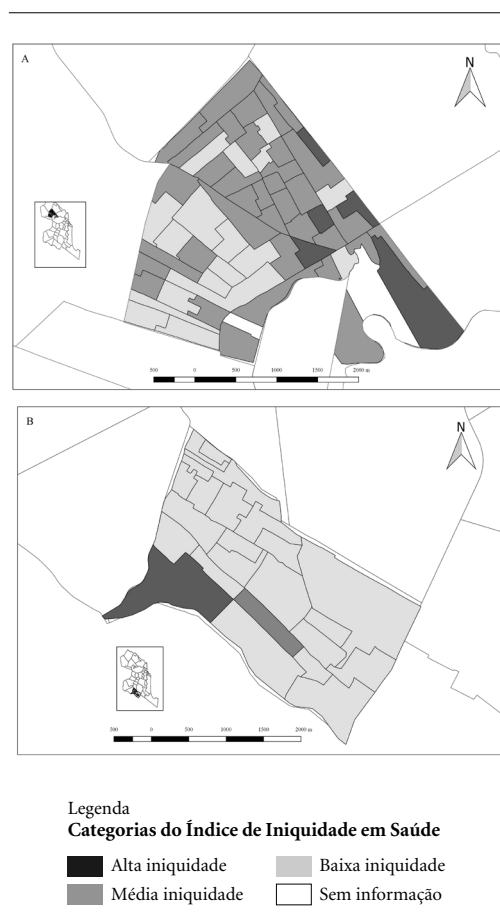 A
N
500 0 500 1000 1500 2000 m
B
N
500 0 500 1000 1500 2000 m
Legenda
Categorias do Índice de Iniquidade em Saúde
Alta iniquidade Baixa iniquidade
Média iniquidade Sem informação